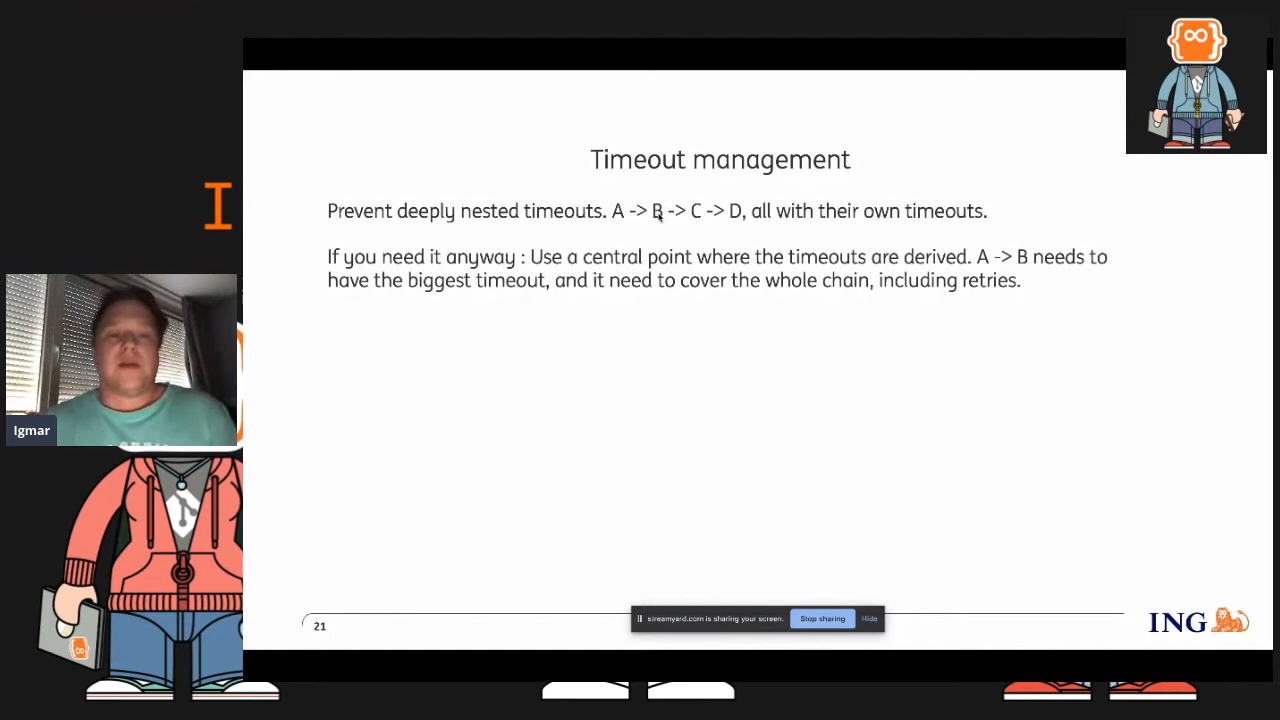 I
Timeout management
Prevent deeply nested timeouts. A -> B -> C -> D, all with their own timeouts.
If you need it anyway : Use a central point where the timeouts are derived. A -> B needs to
have the biggest timeout, and it need to cover the whole chain, including retries.
Igmar
21
streamyard.com is sharing your screen.
Stop sharing
Hide
ING